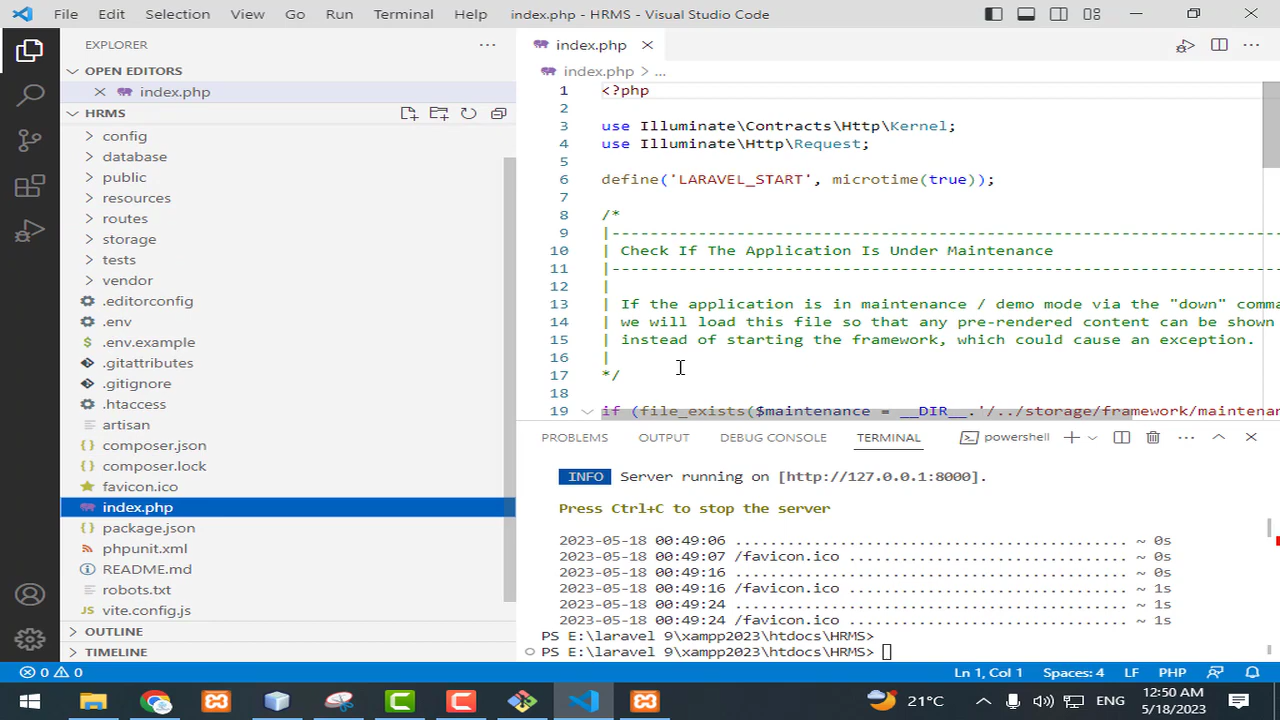 File Edit Selection View Go Run Terminal Help index.php - HRMS - Visual Studio Code
EXPLORER
OPEN EDITORS
index.php
HRMS
config
database
public
resources
routes
storage
tests
vendor
.editorconfig
.env
.env.example
.gitattributes
.gitignore
.htaccess
artisan
composer.json
composer.lock
favicon.ico
index.php
package.json
phpunit.xml
README.md
robots.txt
vite.config.js
OUTLINE
TIMELINE
index.php
index.php > ...
1 <?php
2
3 use Illuminate\Contracts\Http\Kernel;
4 use Illuminate\Http\Request;
5
6 define('LARAVEL_START', microtime(true));
7
8 /*
9 |--------------------------------------------------------------------------
10 | Check If The Application Is Under Maintenance
11 |--------------------------------------------------------------------------
12 |
13 | If the application is in maintenance / demo mode via the "down" comma
14 | we will load this file so that any pre-rendered content can be shown
15 | instead of starting the framework, which could cause an exception.
16 |
17 */
18
19 if (file_exists($maintenance = __DIR__.'/../storage/framework/maintenan
PROBLEMS OUTPUT DEBUG CONSOLE TERMINAL powershell
INFO Server running on [http://127.0.0.1:8000].
Press Ctrl+C to stop the server
2023-05-18 00:49:06 .............................................. ~ 0s
2023-05-18 00:49:07 /favicon.ico ................................. ~ 0s
2023-05-18 00:49:16 .............................................. ~ 0s
2023-05-18 00:49:16 /favicon.ico ................................. ~ 1s
2023-05-18 00:49:24 .............................................. ~ 1s
2023-05-18 00:49:24 /favicon.ico ................................. ~ 1s
PS E:\laravel 9\xampp2023\htdocs\HRMS>
PS E:\laravel 9\xampp2023\htdocs\HRMS>
0 0 Ln 1, Col 1 Spaces: 4 LF PHP
21°C ENG 12:50 AM
5/18/2023